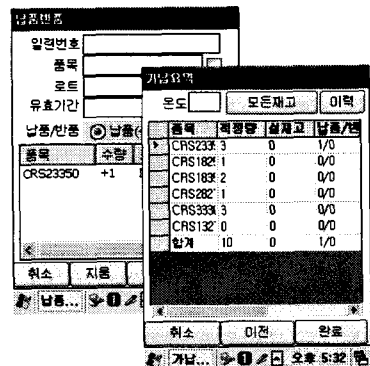 납품반품
일련번호
품목
로트
유효기간
납품/반품 납품(
품목 수량
CRS23350 +1
취소 지움
납품...
가납요약
온도 모든재고 이력
품목 적정량 실재고 납품/반
CRS233 3 0 1/0
CRS182 1 0 0/0
CRS183 2 0 0/0
CRS282 1 0 0/0
CRS333 3 0 0/0
CRS132 0 0 0/0
합계 10 0 1/0
취소 이전 완료
가납... 오후 5:32